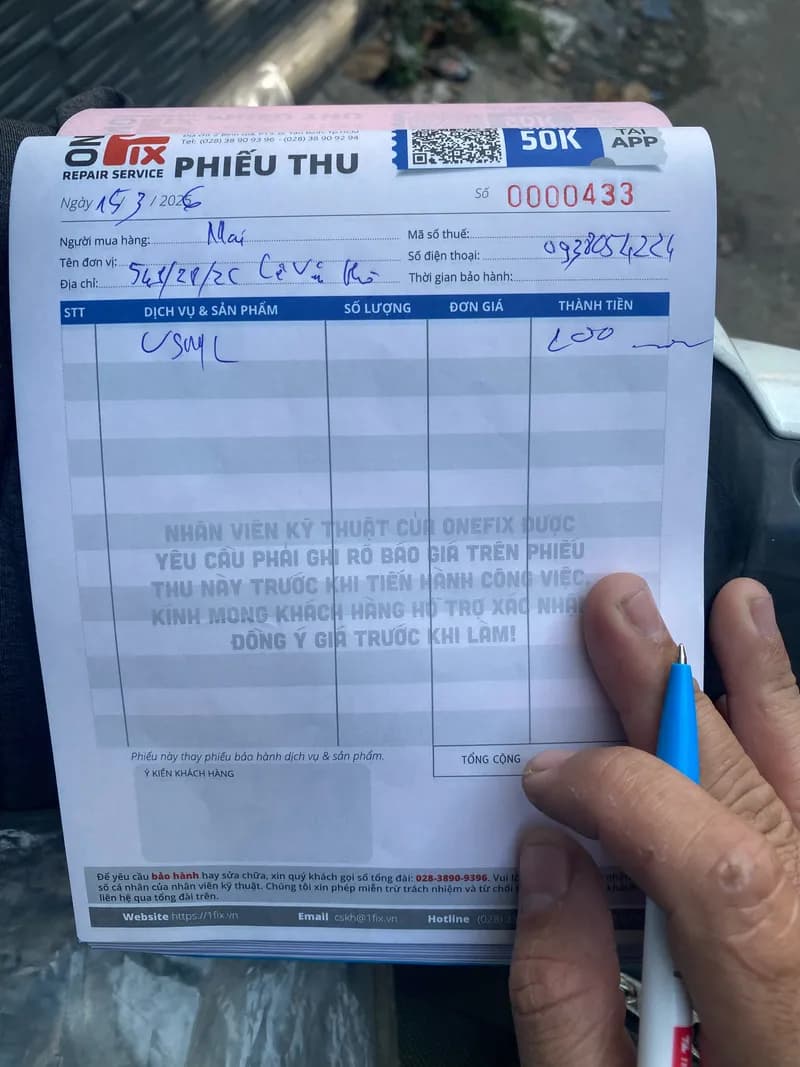 ONE Fix
Tel: (028) 38 90 93 96 - (028) 38 90 92 94
REPAIR SERVICE
PHIẾU THU
50K
TẢI APP
Ngày 15/3 / 2026
Số 0000433
Người mua hàng: Mai
Mã số thuế:
Tên đơn vị:
Số điện thoại: 0938054224
Địa chỉ: Lê Văn
Thời gian bảo hành:
STT DỊCH VỤ & SẢN PHẨM SỐ LƯỢNG ĐƠN GIÁ THÀNH TIỀN
VSML
NHÂN VIÊN KỸ THUẬT CỦA ONEFIX ĐƯỢC
YÊU CẦU PHẢI GHI RÕ BÁO GIÁ TRÊN PHIẾU
THU NÀY TRƯỚC KHI TIẾN HÀNH CÔNG VIỆC.
KÍNH MONG KHÁCH HÀNG HỖ TRỢ XÁC NHẬN
ĐỒNG Ý GIÁ TRƯỚC KHI LÀM!
Phiếu này thay phiếu bảo hành dịch vụ & sản phẩm.
TỔNG CỘNG
Ý KIẾN KHÁCH HÀNG
Để yêu cầu bảo hành hay sửa chữa, xin quý khách gọi số tổng đài: 028-3890-9396. Vui
số cá nhân của nhân viên kỹ thuật. Chúng tôi xin phép miễn trừ trách nhiệm và từ chối
liên hệ qua tổng đài trên.
Website https://1fix.vn Email cskh@1fix.vn Hotline (028)